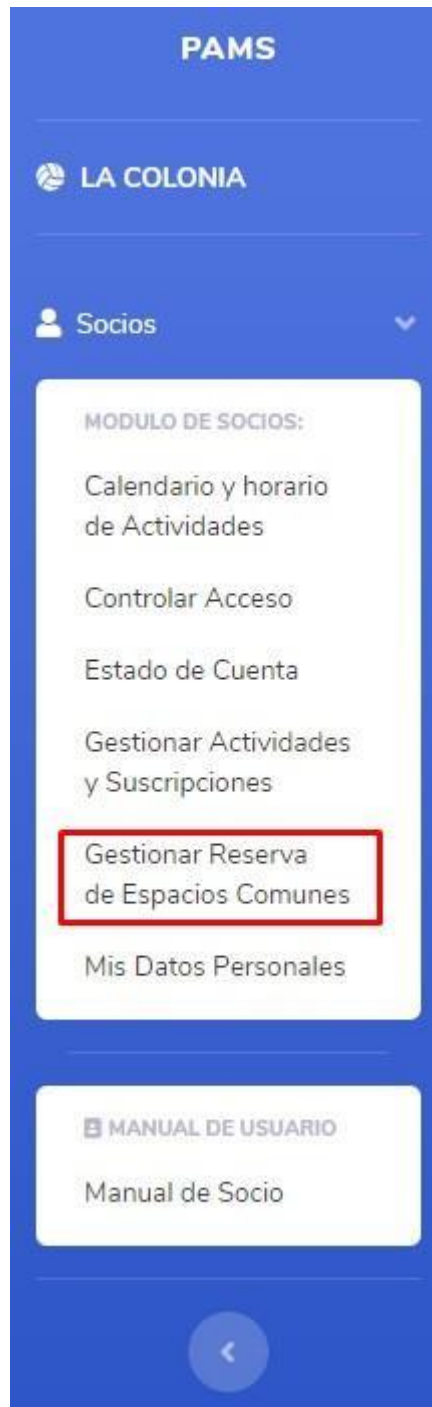 PAMS
LA COLONIA
Socios
MODULO DE SOCIOS:
Calendario y horario
de Actividades
Controlar Acceso
Estado de Cuenta
Gestionar Actividades
y Suscripciones
Gestionar Reserva
de Espacios Comunes
Mis Datos Personales
MANUAL DE USUARIO
Manual de Socio